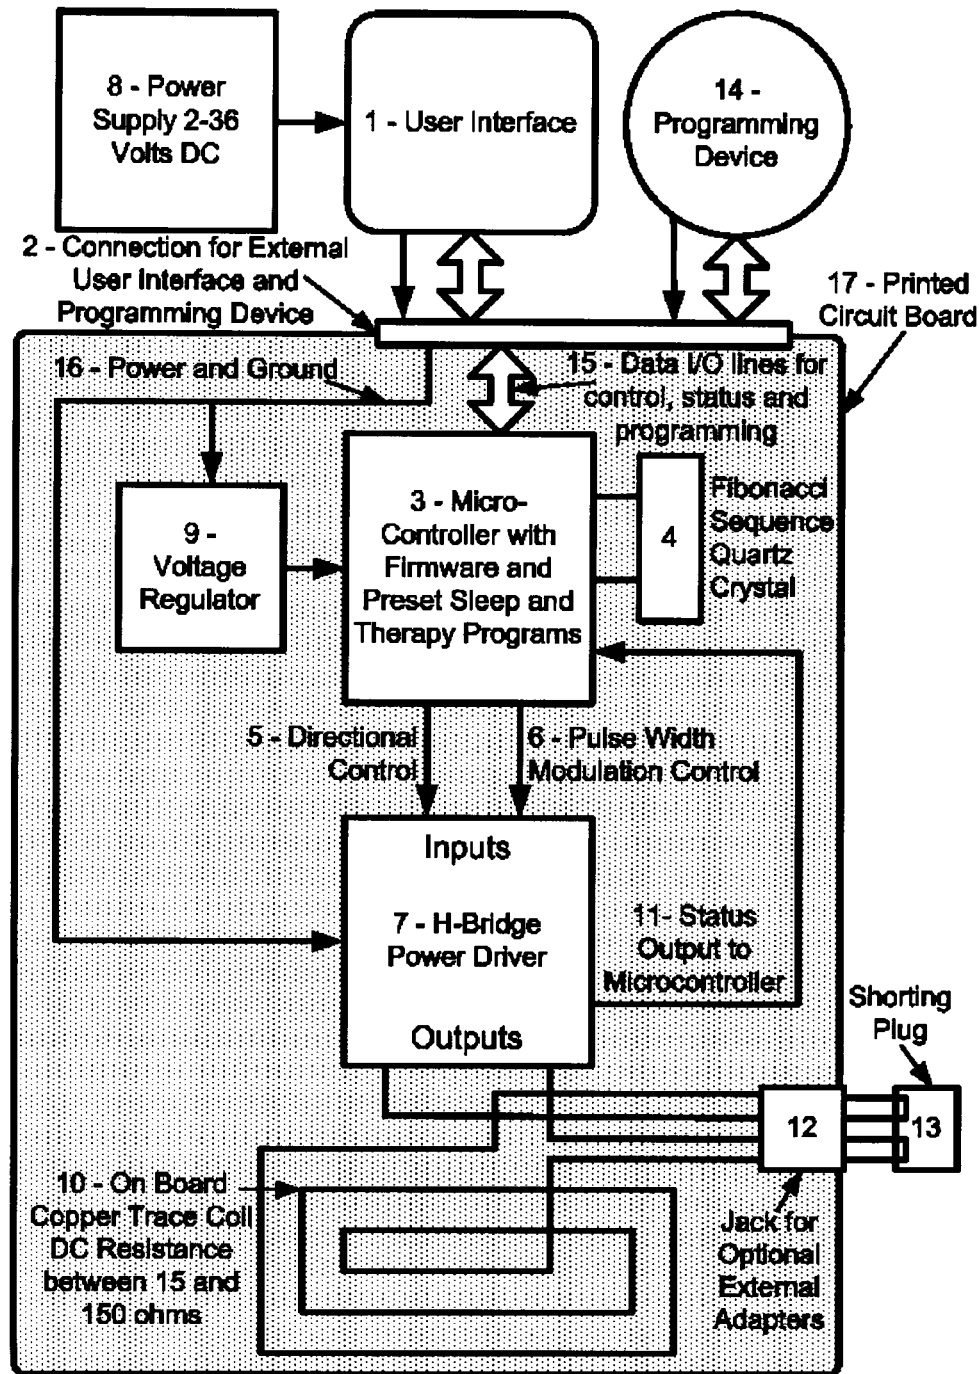 8 - Power
Supply 2-36
Volts DC
1 - User Interface
14 -
Programming
Device
2 - Connection for External
User Interface and
Programming Device
17 - Printed
Circuit Board
16 - Power and Ground
15 - Data I/O lines for
control, status and
programming
9 -
Voltage
Regulator
3 - Micro-
Controller with
Firmware and
Preset Sleep and
Therapy Programs
4
Fibonacci
Sequence
Quartz
Crystal
5 - Directional
Control
6 - Pulse Width
Modulation Control
Inputs
7 - H-Bridge
Power Driver
Outputs
11- Status
Output to
Microcontroller
Shorting
Plug
12
13
10 - On Board
Copper Trace Coil
DC Resistance
between 15 and
150 ohms
Jack for
Optional
External
Adapters